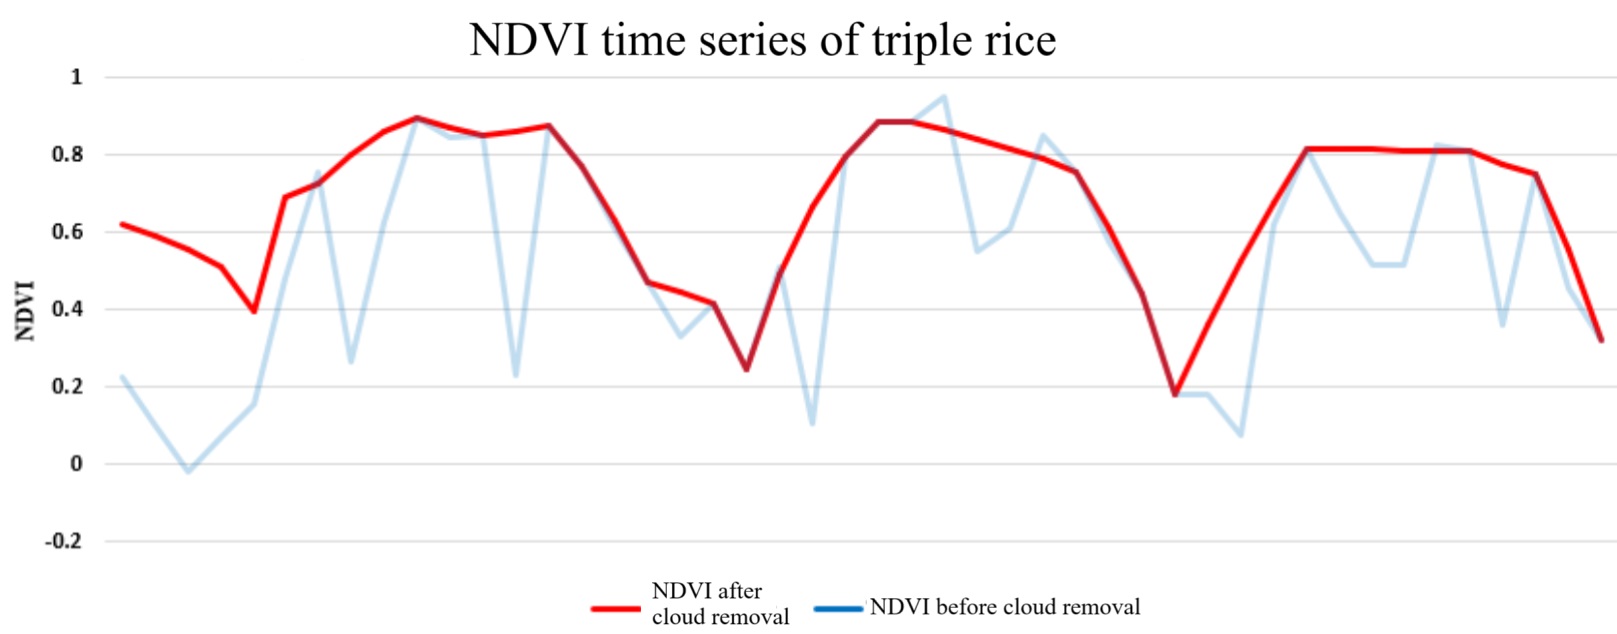 NDVI time series of triple rice
1
0.8
0.6
0.4
0.2
0
-0.2
NDVI
NDVI after
cloud removal
NDVI before cloud removal